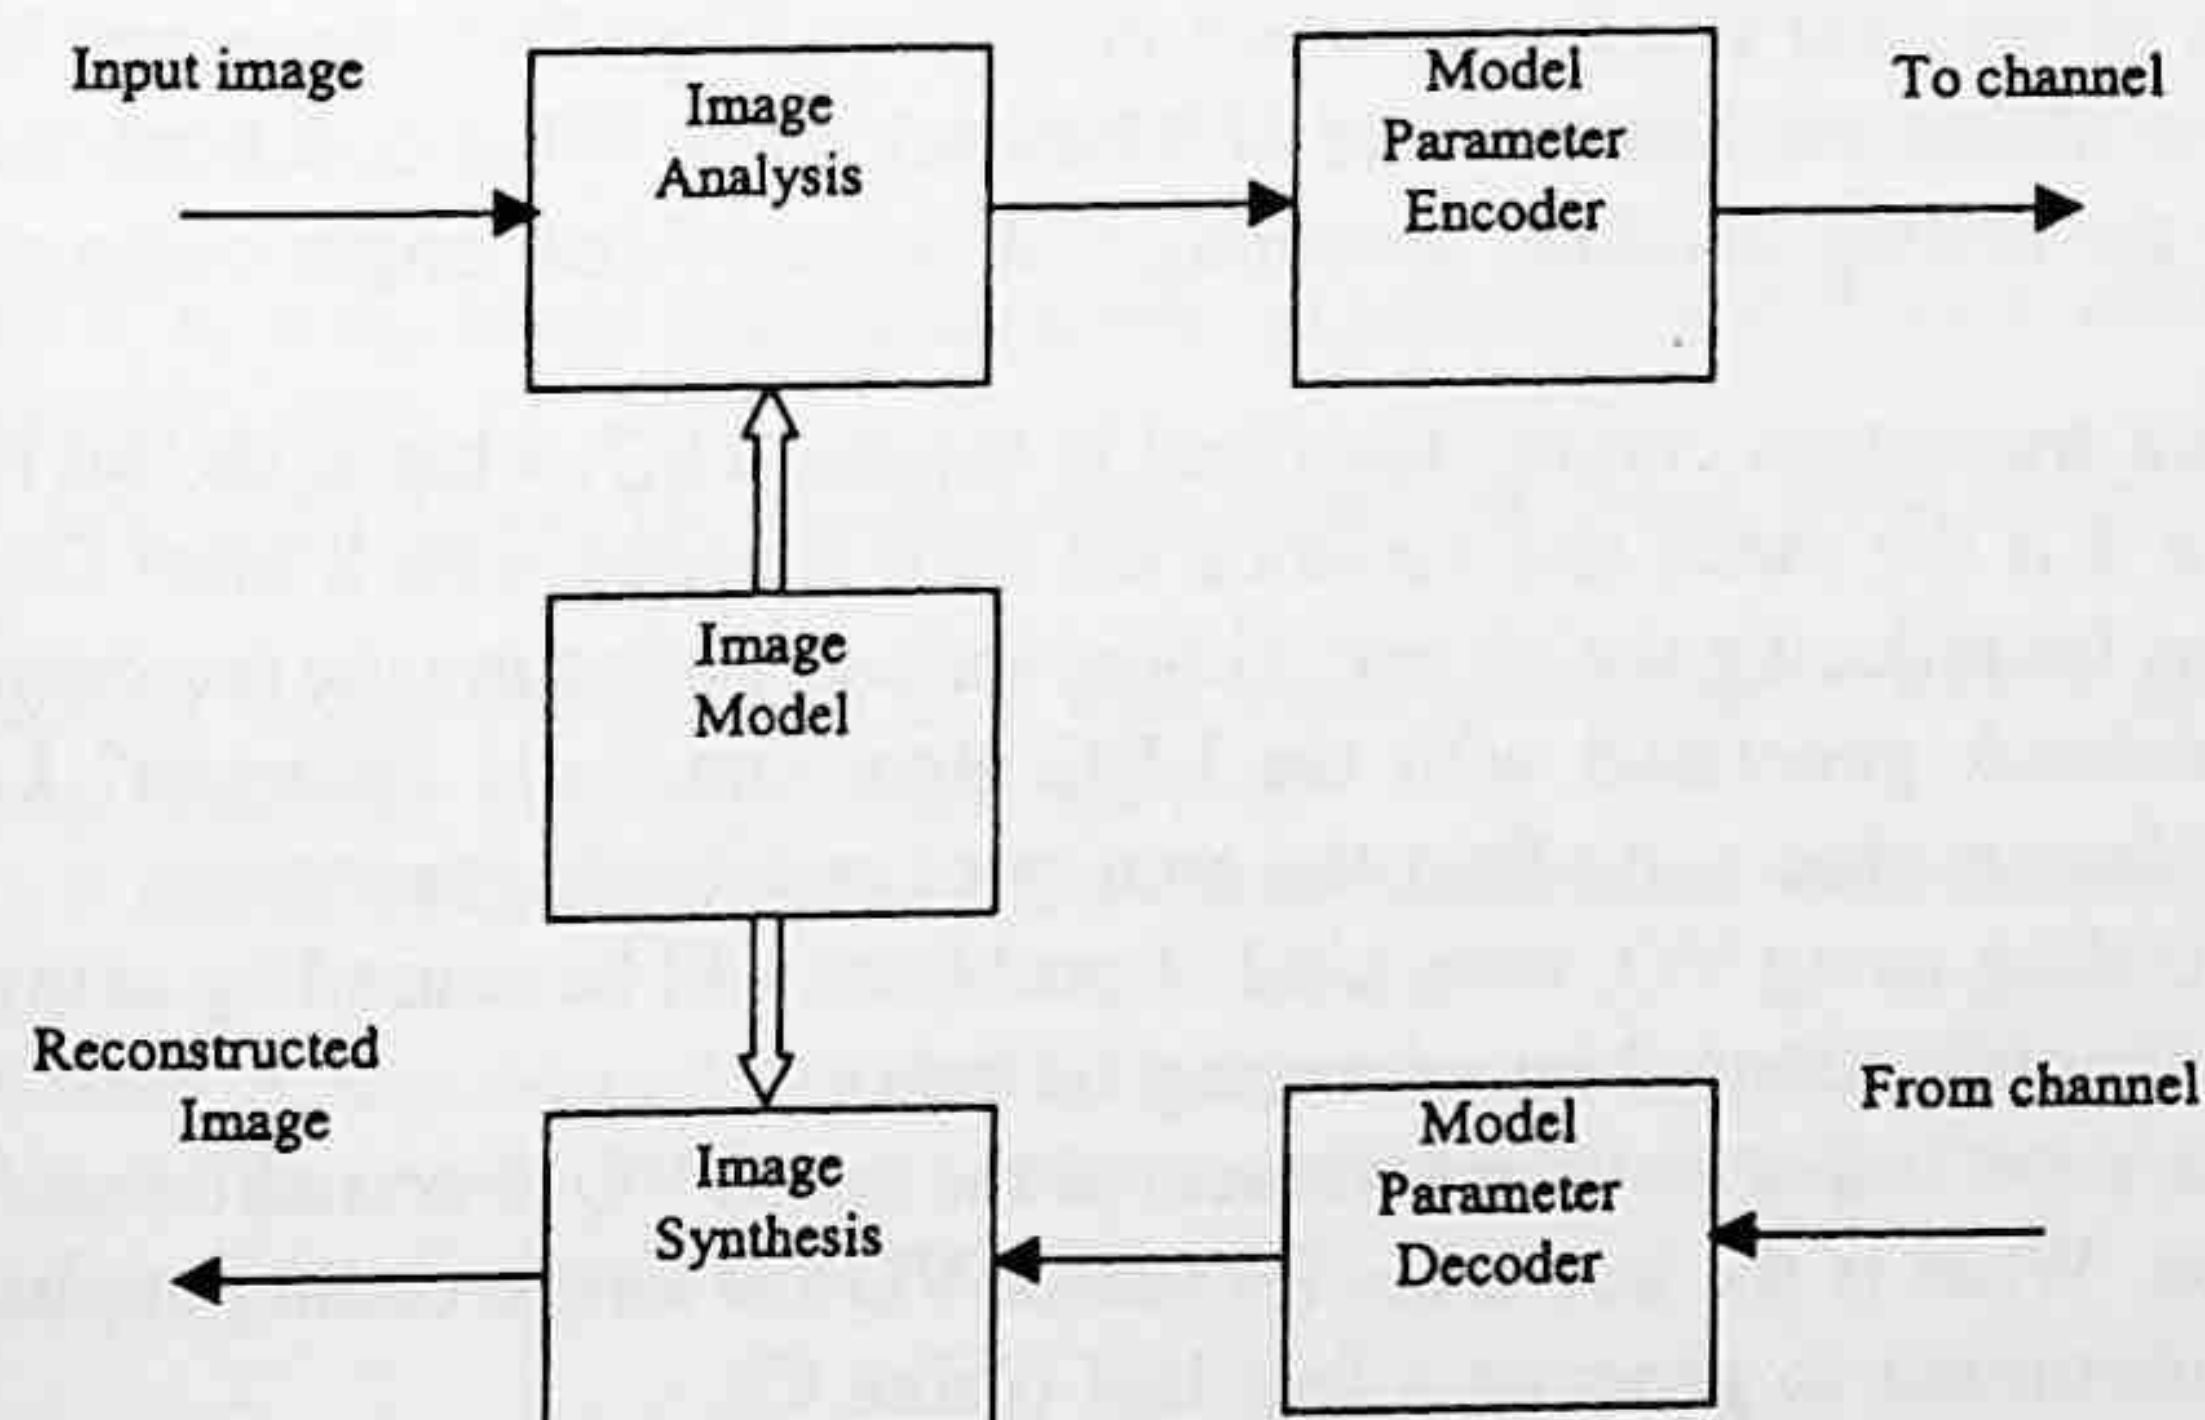 Input image
Image
Analysis
Model
Parameter
Encoder
To channel
Image
Model
Reconstructed
Image
Image
Synthesis
Model
Parameter
Decoder
From channel